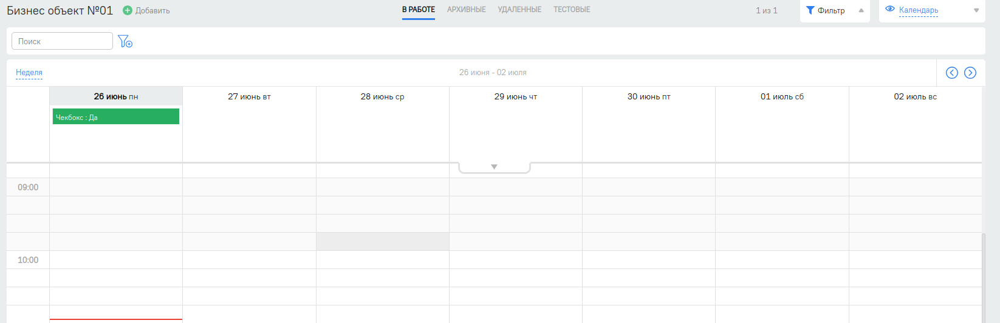 Бизнес объект №01 Добавить В РАБОТЕ АРХИВНЫЕ УДАЛЕННЫЕ ТЕСТОВЫЕ 1 из 1 Фильтр Календарь
Поиск
Неделя 26 июня - 02 июля
26 июнь пн 27 июнь вт 28 июнь ср 29 июнь чт 30 июнь пт 01 июль сб 02 июль вс
Чекбокс : Да
09:00
10:00